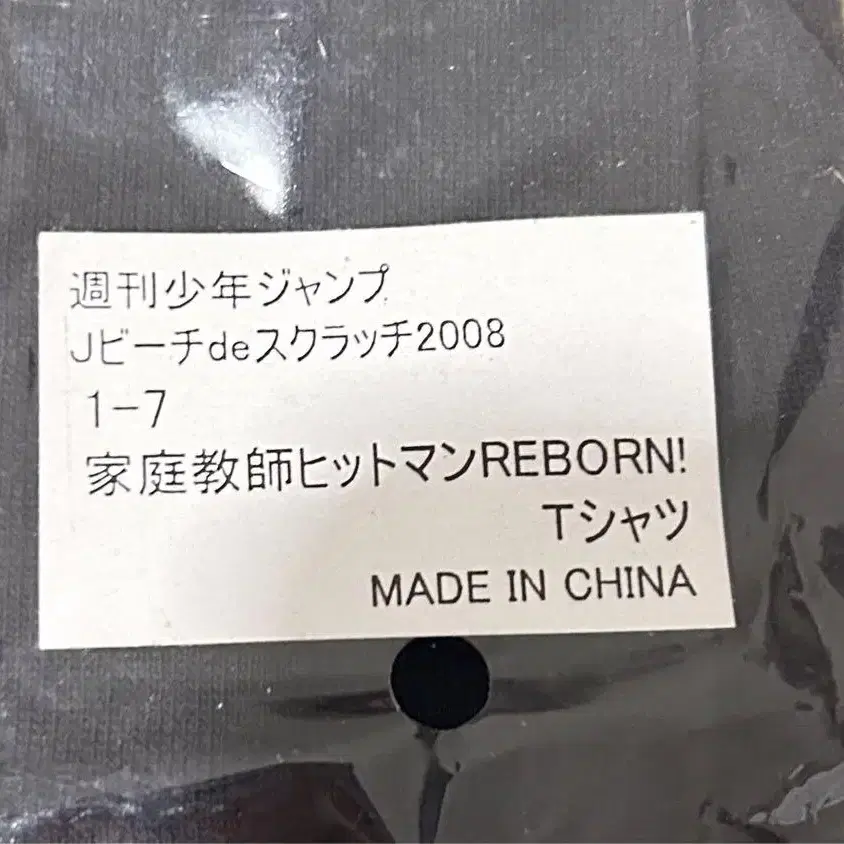 週刊少年ジャンプ
Jビーチdeスクラッチ2008
1-7
家庭教師ヒットマンREBORN!
Tシャツ
MADE IN CHINA